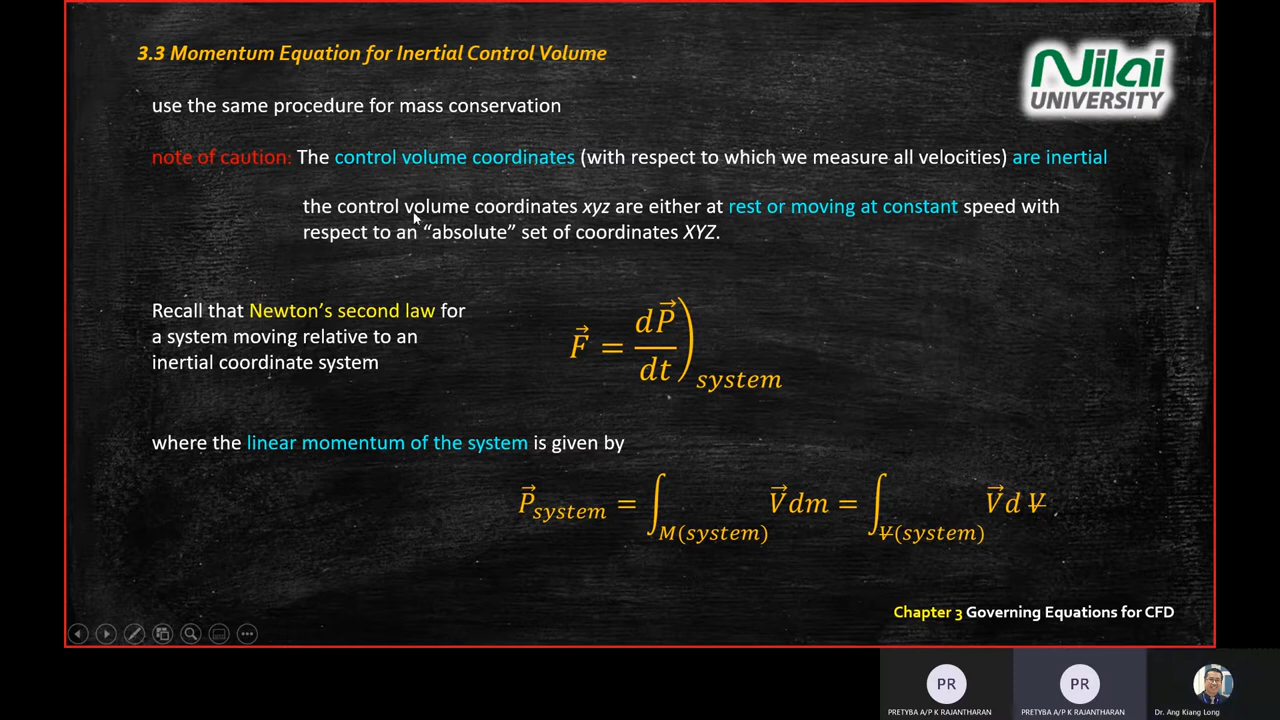 3.3 Momentum Equation for Inertial Control Volume
Nilai
UNIVERSITY
use the same procedure for mass conservation
note of caution: The control volume coordinates (with respect to which we measure all velocities) are inertial
the control volume coordinates xyz are either at rest or moving at constant speed with
respect to an “absolute” set of coordinates XYZ.
Recall that Newton’s second law for
a system moving relative to an
inertial coordinate system
F⃗ = dP⃗/dt)system
where the linear momentum of the system is given by
P⃗system = ∫M(system) V⃗dm = ∫V̶(system) V⃗d V̶
Chapter 3 Governing Equations for CFD
PR
PRETYBA A/P K RAJANTHARAN
PR
PRETYBA A/P K RAJANTHARAN
Dr. Ang Kiang Long